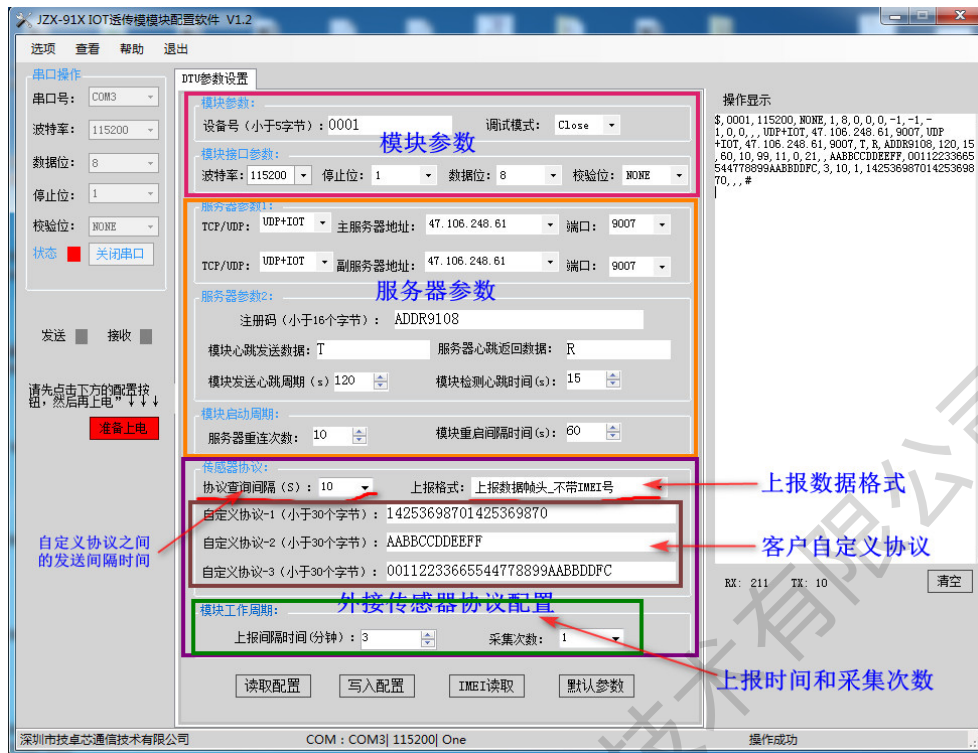 JZX-91X IOT透传模模块配置软件 V1.2
选项 查看 帮助 退出
串口操作
串口号: COM3
波特率: 115200
数据位: 8
停止位: 1
校验位: NONE
状态 关闭串口
发送 接收
请先点击下方的配置按
钮，然后再上电”↓↓↓
准备上电
自定义协议之间
的发送间隔时间
DTU参数设置
模块参数:
设备号（小于5字节）: 0001 调试模式: Close
模块参数
模块接口参数:
波特率: 115200 停止位: 1 数据位: 8 校验位: NONE
服务器参数1:
TCP/UDP: UDP+IOT 主服务器地址: 47.106.248.61 端口: 9007
TCP/UDP: UDP+IOT 副服务器地址: 47.106.248.61 端口: 9007
服务器参数
服务器参数2:
注册码（小于16个字节）: ADDR9108
模块心跳发送数据: T 服务器心跳返回数据: R
模块发送心跳周期（s） 120 模块检测心跳时间(s): 15
模块启动周期:
服务器重连次数: 10 模块重启间隔时间(s): 60
传感器协议:
协议查询间隔（S）: 10 上报格式: 上报数据帧头_不带IMEI号
自定义协议-1（小于30个字节）: 14253698701425369870
自定义协议-2（小于30个字节）: AABBCCDDEEFF
自定义协议-3（小于30个字节）: 00112233665544778899AABBDDFC
外接传感器协议配置
模块工作周期:
上报间隔时间(分钟): 3 采集次数: 1
读取配置 写入配置 IMEI读取 默认参数
操作显示
$,0001,115200,NONE,1,8,0,0,0,-1,-1,-
1,0,0,,,UDP+IOT,47.106.248.61,9007,UDP
+IOT,47.106.248.61,9007,T,R,ADDR9108,120,15
,60,10,99,11,0,21,,AABBCCDDEEFF,00112233665
544778899AABBDDFC,3,10,1,142536987014253698
70,,,#
上报数据格式
客户自定义协议
RX: 211 TX: 10 清空
上报时间和采集次数
技术有限公
深圳市技卓芯通信技术有限公司 COM : COM3| 115200| One 操作成功